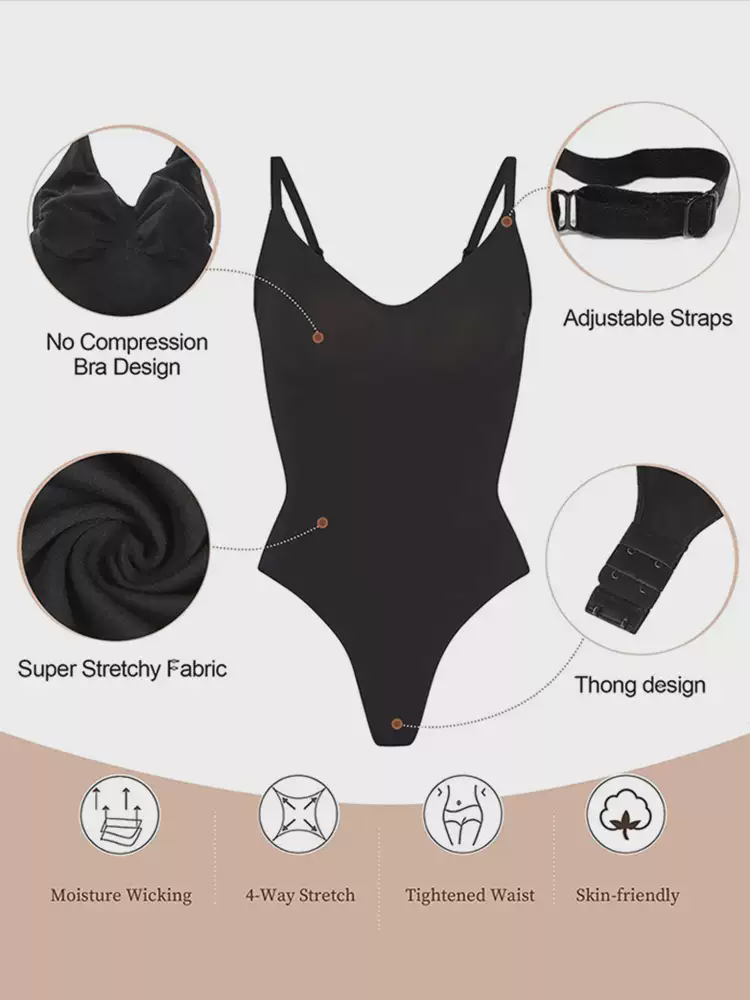 No Compression
Bra Design
Adjustable Straps
Super Stretchy Fabric
Thong design
Moisture Wicking
4-Way Stretch
Tightened Waist
Skin-friendly